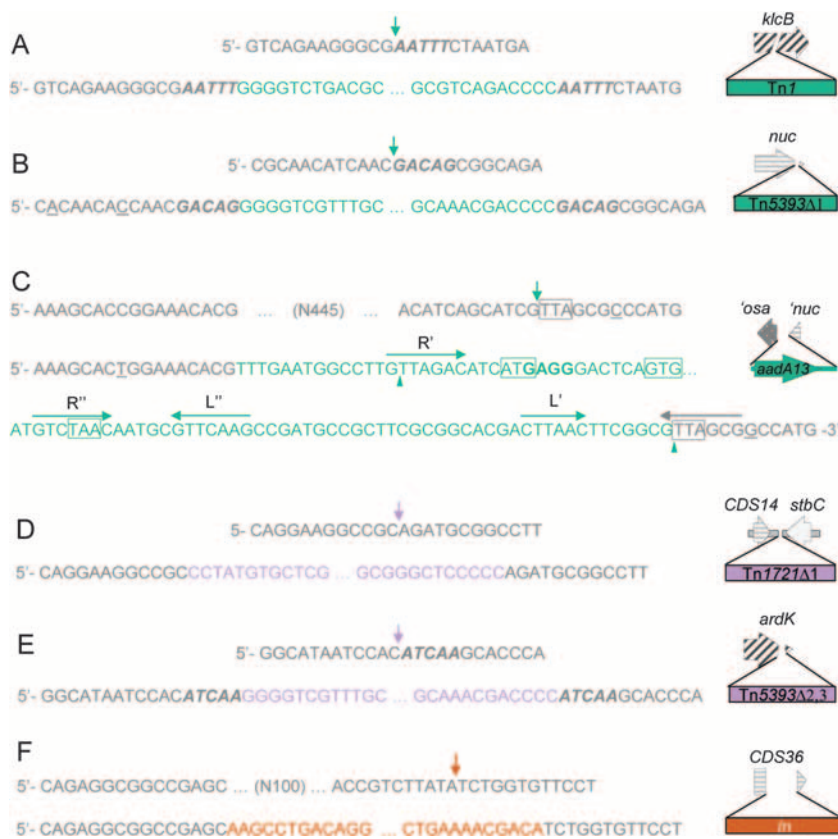 A
klcB
5'- GTCAGAAGGGCGAATTTCTAATGA
5'- GTCAGAAGGGCGAATTTGGGGTCTGACGC ... GCGTCAGACCCCAATTTCTAATG
Tn1
B
nuc
5'- CGCAACATCAACGACAGCGGCAGA
5'- CACAACACCAACGACAGGGGGTCGTTTGC ... GCAAACGACCCCGACAGCGGCAGA
Tn5393Δ1
C
5'- AAAGCACCGGAAACACG ... (N445) ... ACATCAGCATCGTTAGCGCCCATG
'osa 'nuc
R'
5'- AAAGCACTGGAAACACGTTTGAATGGCCTTGTTAGACATCATGAGGGACTCAGTG...
aadA13
R'' L'' L'
ATGTCTAACAATGCGTTCAAGCCGATGCCGCTTCGCGGCACGACTTAACTTCGGCGTTAGCGGCCATG -3'
D
CDS14 stbC
5- CAGGAAGGCCGCAGATGCGGCCTT
5'- CAGGAAGGCCGCCCTATGTGCTCG ... GCGGGCTCCCCCAGATGCGGCCTT
Tn1721Δ1
E
ardK
5'- GGCATAATCCACATCAAGCACCCA
5'- GGCATAATCCACATCAAGGGGTCGTTTGC ... GCAAACGACCCCATCAAGCACCCA
Tn5393Δ2,3
F
CDS36
5'- CAGAGGCGGCCGAGC ... (N100) ... ACCGTCTTATATCTGGTGTTCCT
5'- CAGAGGCGGCCGAGCAAGCCTGACAGG ... CTGAAAACGACATCTGGTGTTCCT